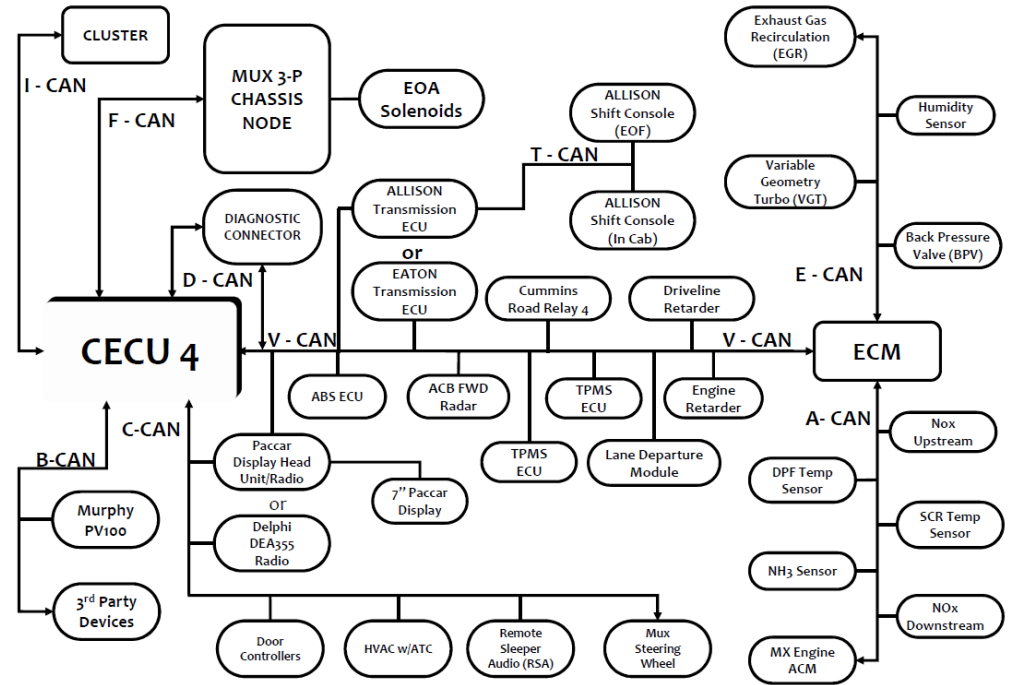 CLUSTER
I - CAN
F - CAN
MUX 3-P
CHASSIS
NODE
EOA
Solenoids
ALLISON
Shift Console
(EOF)
T - CAN
ALLISON
Transmission
ECU
ALLISON
Shift Console
(In Cab)
or
EATON
Transmission
ECU
DIAGNOSTIC
CONNECTOR
D - CAN
Cummins
Road Relay 4
Driveline
Retarder
CECU 4
V - CAN
V - CAN
ECM
ABS ECU
ACB FWD
Radar
TPMS
ECU
Engine
Retarder
TPMS
ECU
Lane Departure
Module
C-CAN
B-CAN
Paccar
Display Head
Unit/Radio
7” Paccar
Display
or
Delphi
DEA355
Radio
Murphy
PV100
3rd Party
Devices
Door
Controllers
HVAC w/ATC
Remote
Sleeper
Audio (RSA)
Mux
Steering
Wheel
Exhaust Gas
Recirculation
(EGR)
Humidity
Sensor
Variable
Geometry
Turbo (VGT)
Back Pressure
Valve (BPV)
E - CAN
A- CAN
Nox
Upstream
DPF Temp
Sensor
SCR Temp
Sensor
NH3 Sensor
NOx
Downstream
MX Engine
ACM